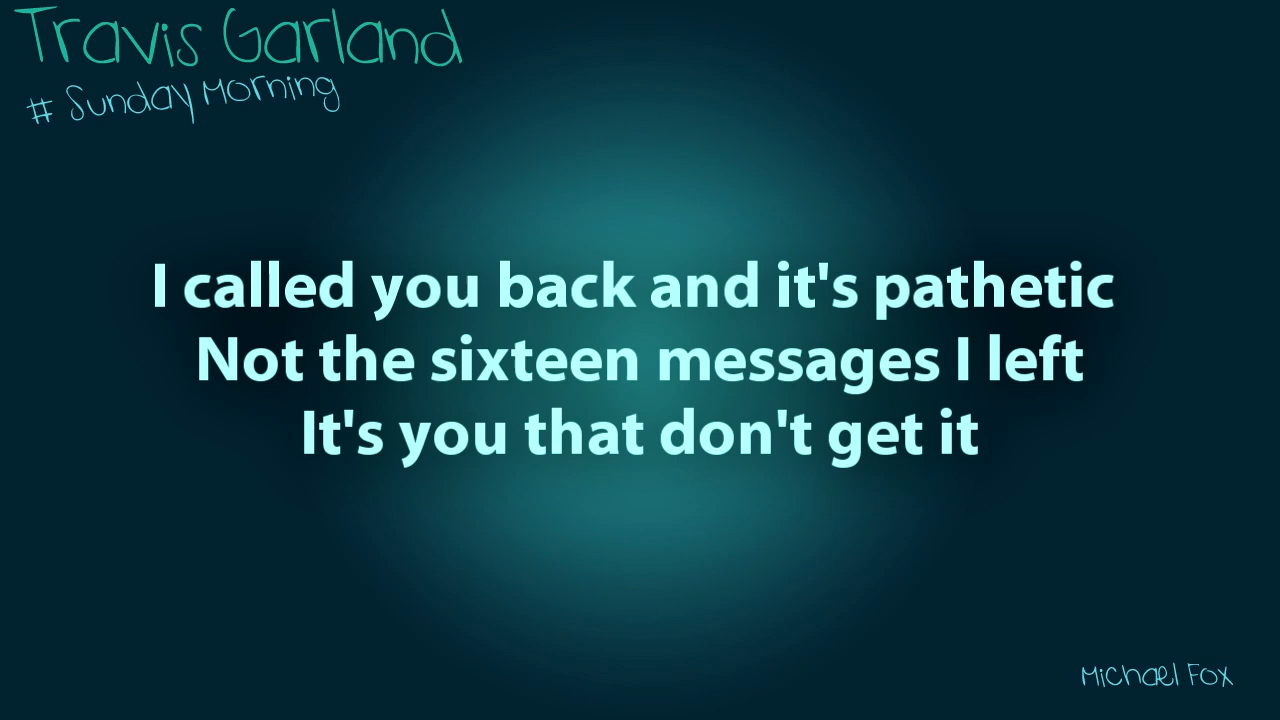 Travis Garland
# Sunday Morning
I called you back and it's pathetic
Not the sixteen messages I left
It's you that don't get it
Michael Fox